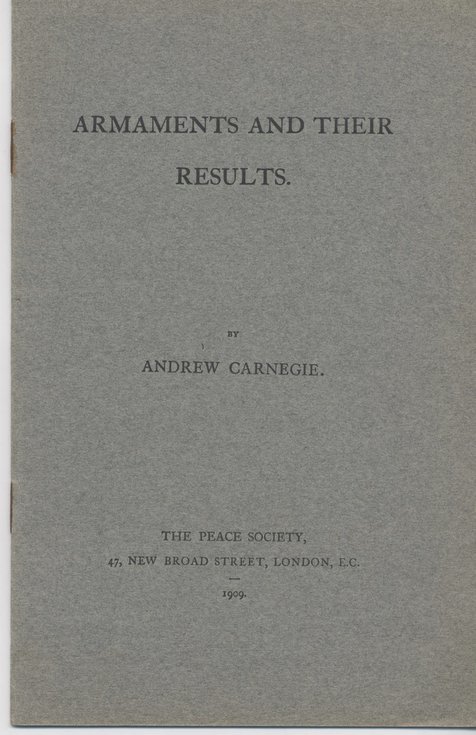 ARMAMENTS AND THEIR
RESULTS.
BY
ANDREW CARNEGIE.
THE PEACE SOCIETY,
47, NEW BROAD STREET, LONDON, E.C.
1909.